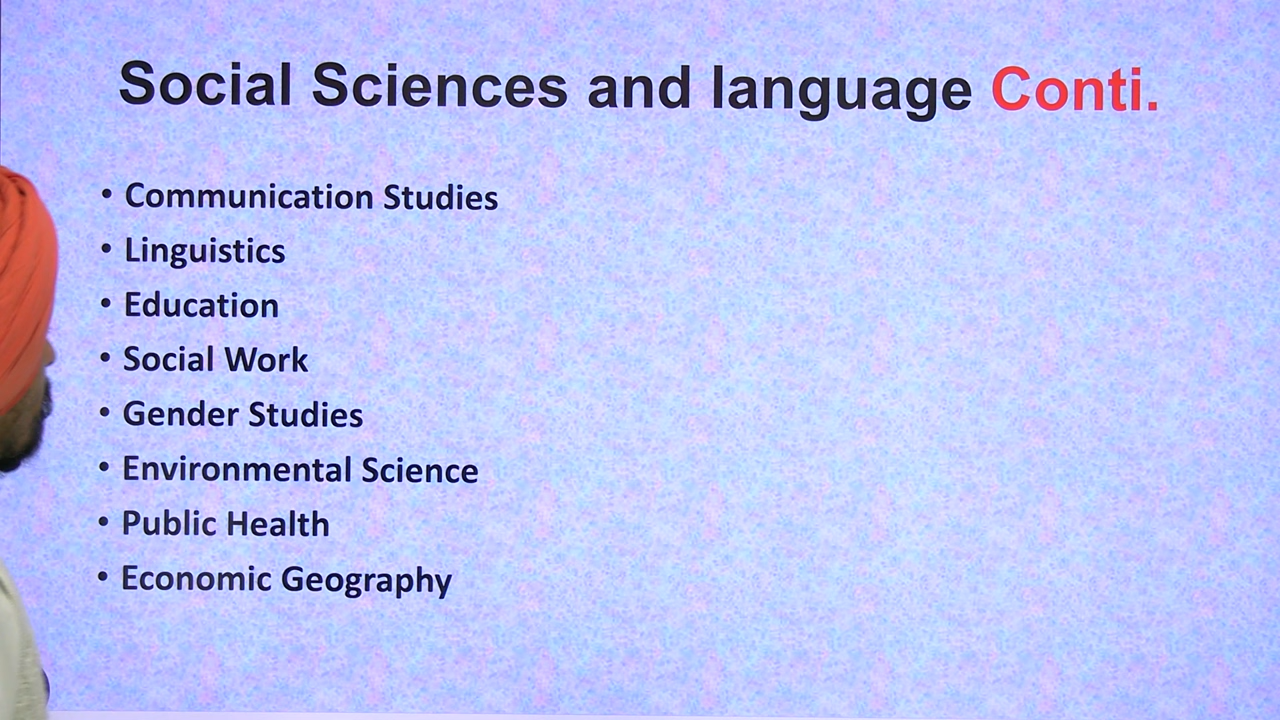 Social Sciences and language Conti.
• Communication Studies
• Linguistics
• Education
• Social Work
• Gender Studies
• Environmental Science
• Public Health
• Economic Geography